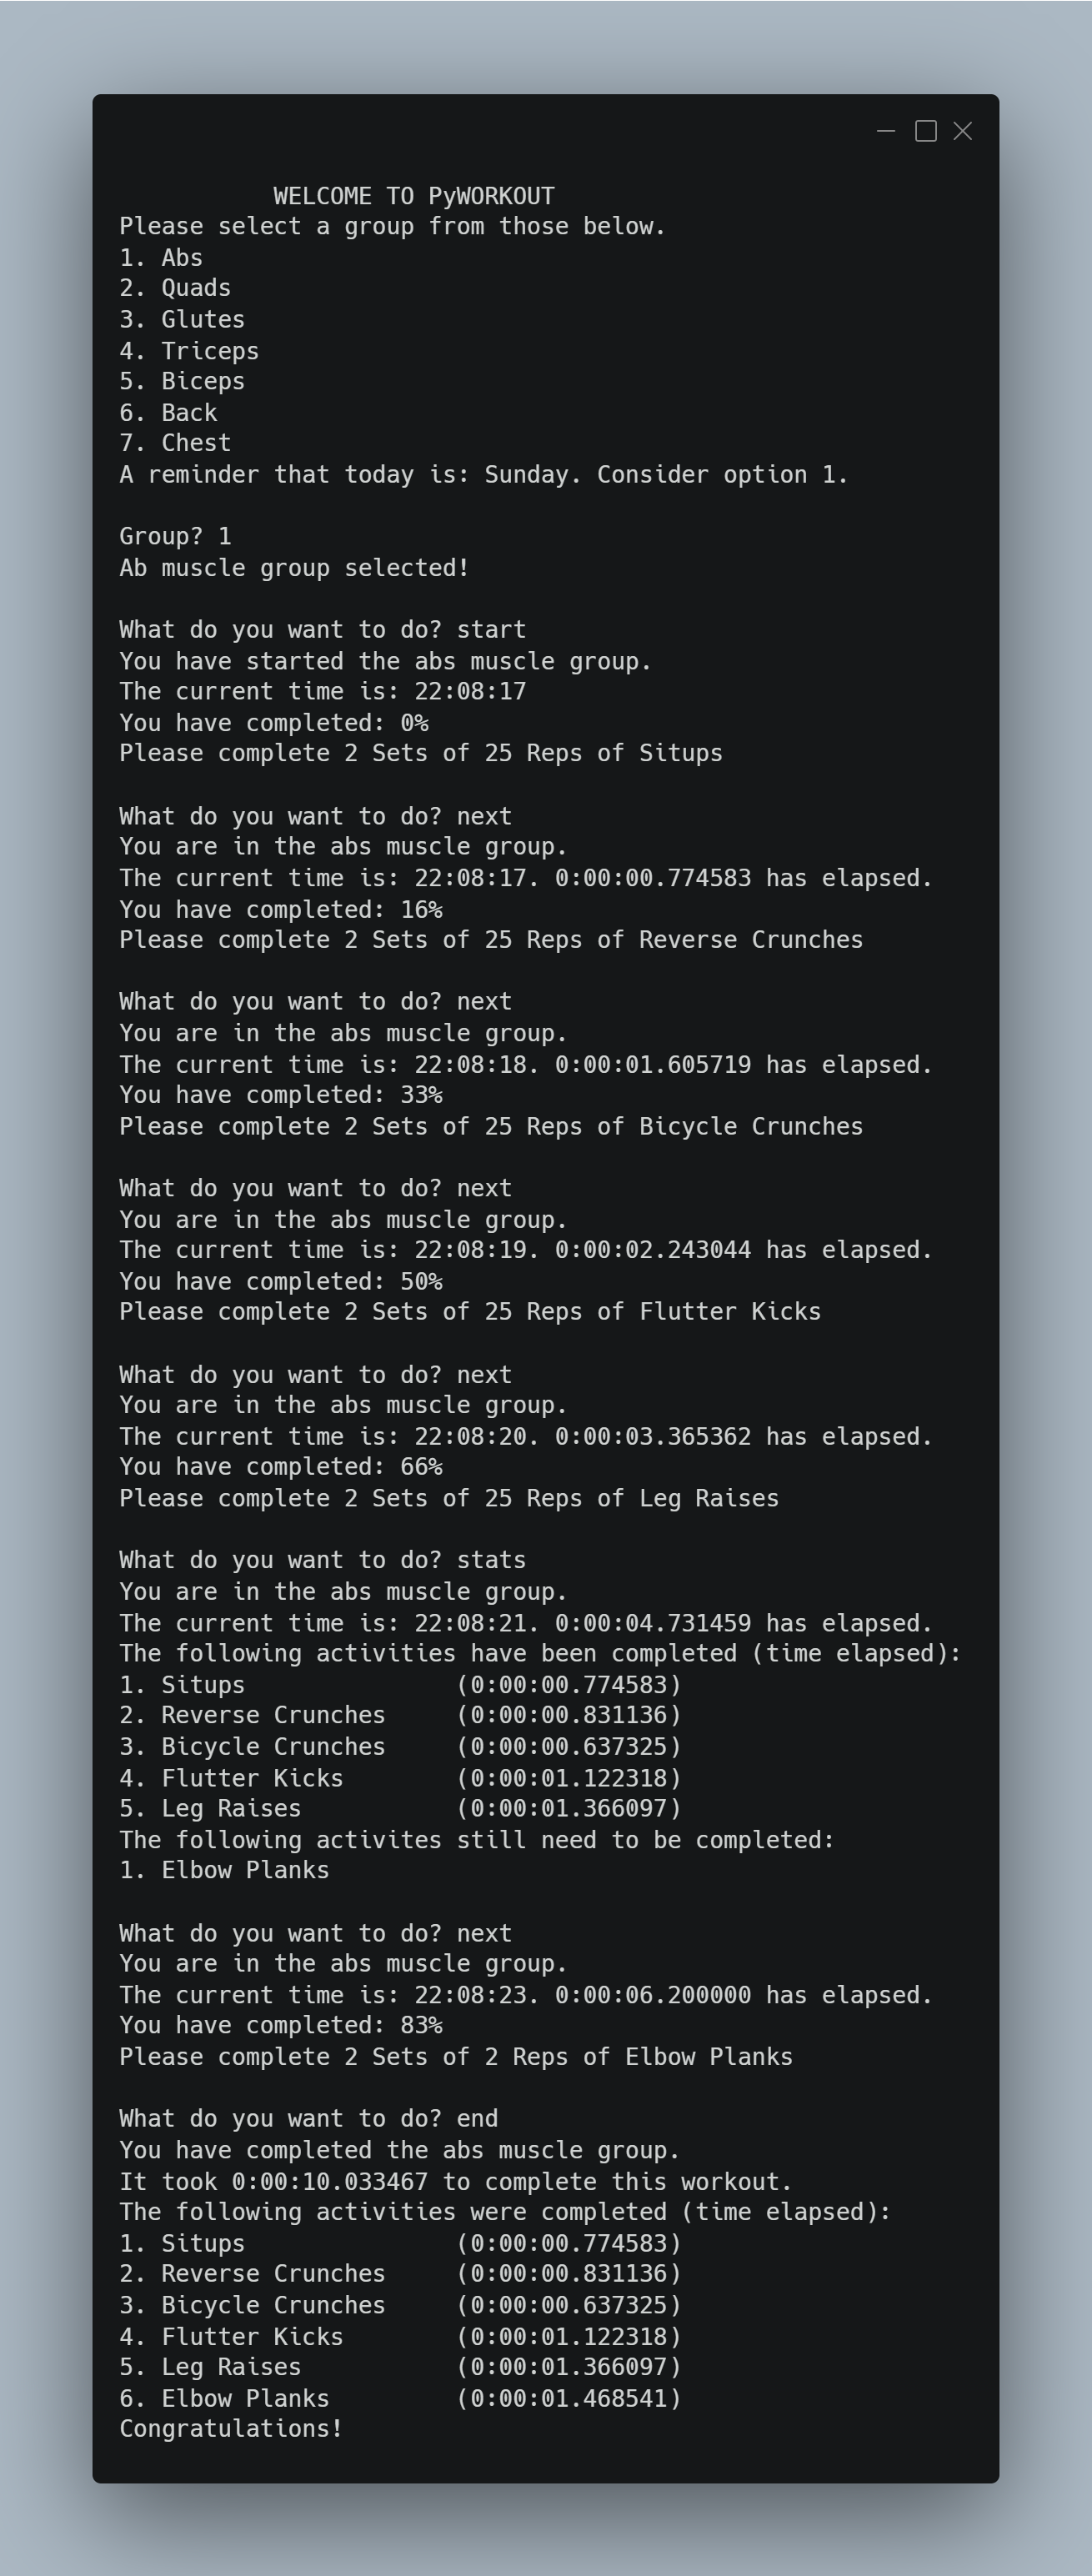 WELCOME TO PyWORKOUT
Please select a group from those below.
1. Abs
2. Quads
3. Glutes
4. Triceps
5. Biceps
6. Back
7. Chest
A reminder that today is: Sunday. Consider option 1.
Group? 1
Ab muscle group selected!
What do you want to do? start
You have started the abs muscle group.
The current time is: 22:08:17
You have completed: 0%
Please complete 2 Sets of 25 Reps of Situps
What do you want to do? next
You are in the abs muscle group.
The current time is: 22:08:17. 0:00:00.774583 has elapsed.
You have completed: 16%
Please complete 2 Sets of 25 Reps of Reverse Crunches
What do you want to do? next
You are in the abs muscle group.
The current time is: 22:08:18. 0:00:01.605719 has elapsed.
You have completed: 33%
Please complete 2 Sets of 25 Reps of Bicycle Crunches
What do you want to do? next
You are in the abs muscle group.
The current time is: 22:08:19. 0:00:02.243044 has elapsed.
You have completed: 50%
Please complete 2 Sets of 25 Reps of Flutter Kicks
What do you want to do? next
You are in the abs muscle group.
The current time is: 22:08:20. 0:00:03.365362 has elapsed.
You have completed: 66%
Please complete 2 Sets of 25 Reps of Leg Raises
What do you want to do? stats
You are in the abs muscle group.
The current time is: 22:08:21. 0:00:04.731459 has elapsed.
The following activities have been completed (time elapsed):
1. Situps (0:00:00.774583)
2. Reverse Crunches (0:00:00.831136)
3. Bicycle Crunches (0:00:00.637325)
4. Flutter Kicks (0:00:01.122318)
5. Leg Raises (0:00:01.366097)
The following activites still need to be completed:
1. Elbow Planks
What do you want to do? next
You are in the abs muscle group.
The current time is: 22:08:23. 0:00:06.200000 has elapsed.
You have completed: 83%
Please complete 2 Sets of 2 Reps of Elbow Planks
What do you want to do? end
You have completed the abs muscle group.
It took 0:00:10.033467 to complete this workout.
The following activities were completed (time elapsed):
1. Situps (0:00:00.774583)
2. Reverse Crunches (0:00:00.831136)
3. Bicycle Crunches (0:00:00.637325)
4. Flutter Kicks (0:00:01.122318)
5. Leg Raises (0:00:01.366097)
6. Elbow Planks (0:00:01.468541)
Congratulations!